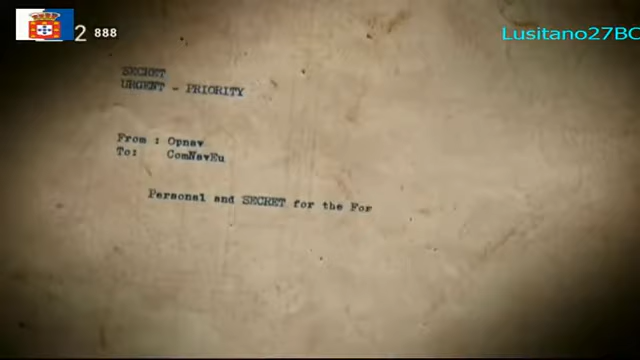 2 888
Lusitano27BC
SECRET
URGENT - PRIORITY
From : Opnav
To: ComNavEu
Personal and SECRET for the For